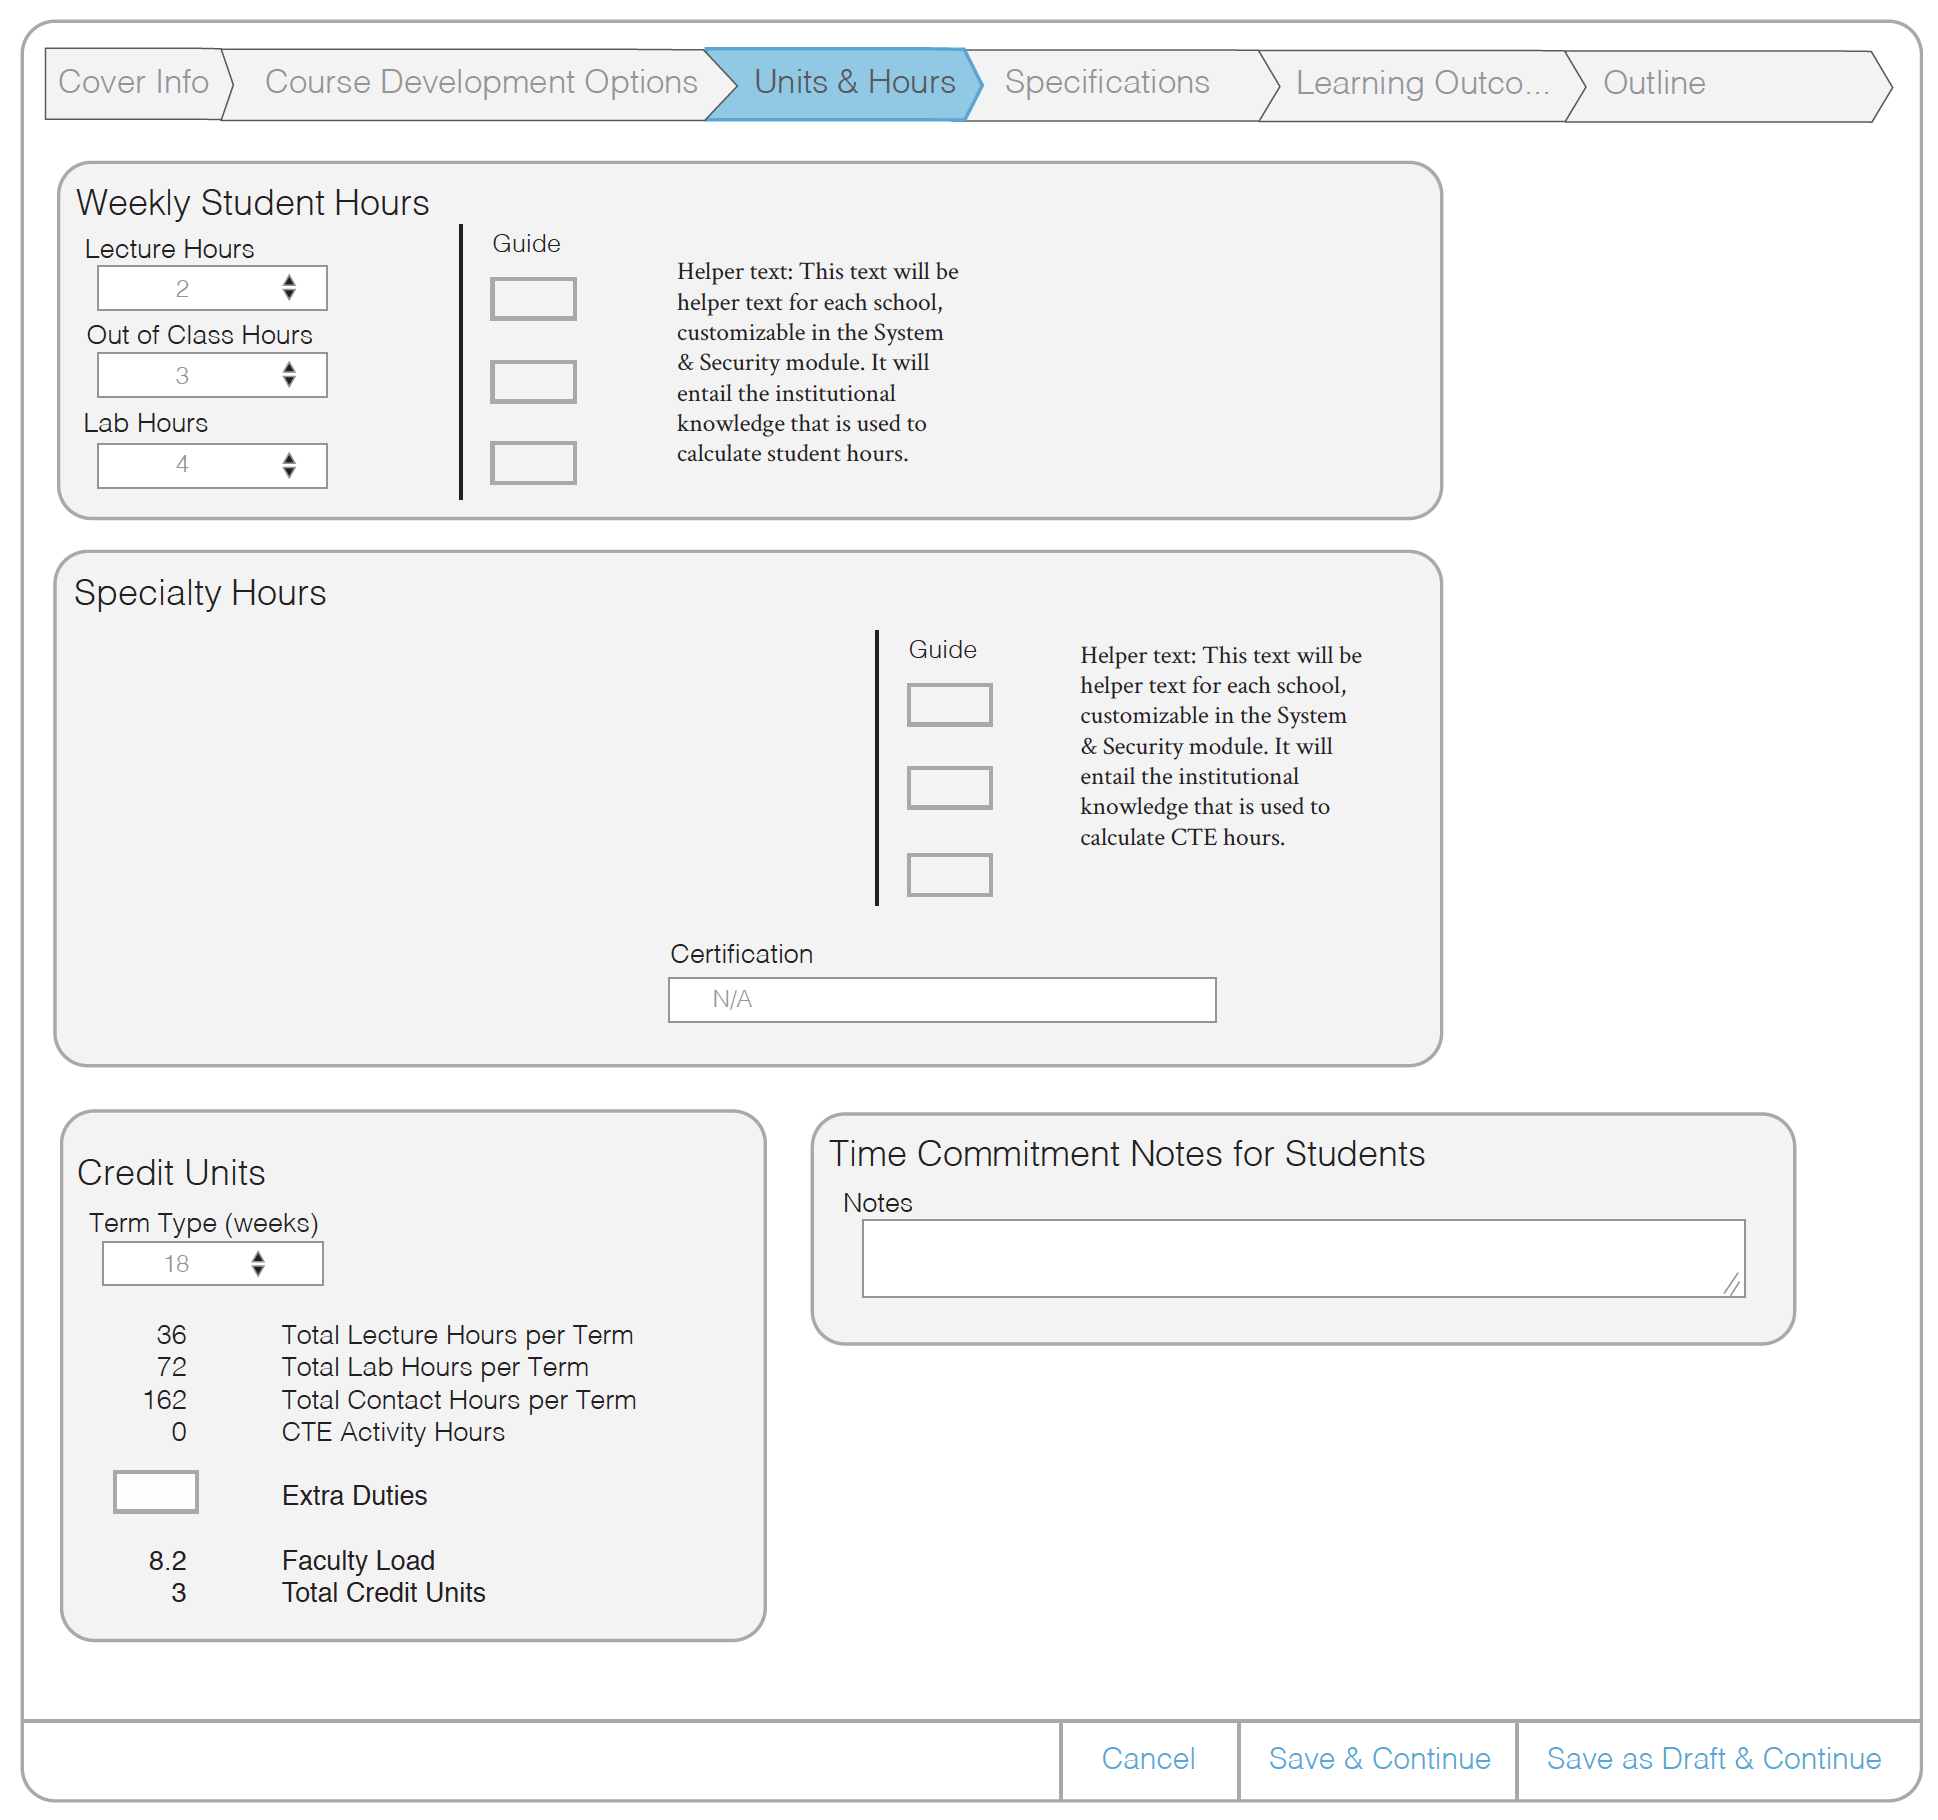 Cover Info
Course Development Options
Units & Hours
Specifications
Learning Outco...
Outline
Weekly Student Hours
Lecture Hours
2
Out of Class Hours
3
Lab Hours
4
Guide
Helper text: This text will be
helper text for each school,
customizable in the System
& Security module. It will
entail the institutional
knowledge that is used to
calculate student hours.
Specialty Hours
Guide
Helper text: This text will be
helper text for each school,
customizable in the System
& Security module. It will
entail the institutional
knowledge that is used to
calculate CTE hours.
Certification
N/A
Credit Units
Term Type (weeks)
18
36 Total Lecture Hours per Term
72 Total Lab Hours per Term
162 Total Contact Hours per Term
0 CTE Activity Hours
Extra Duties
8.2 Faculty Load
3 Total Credit Units
Time Commitment Notes for Students
Notes
Cancel
Save & Continue
Save as Draft & Continue